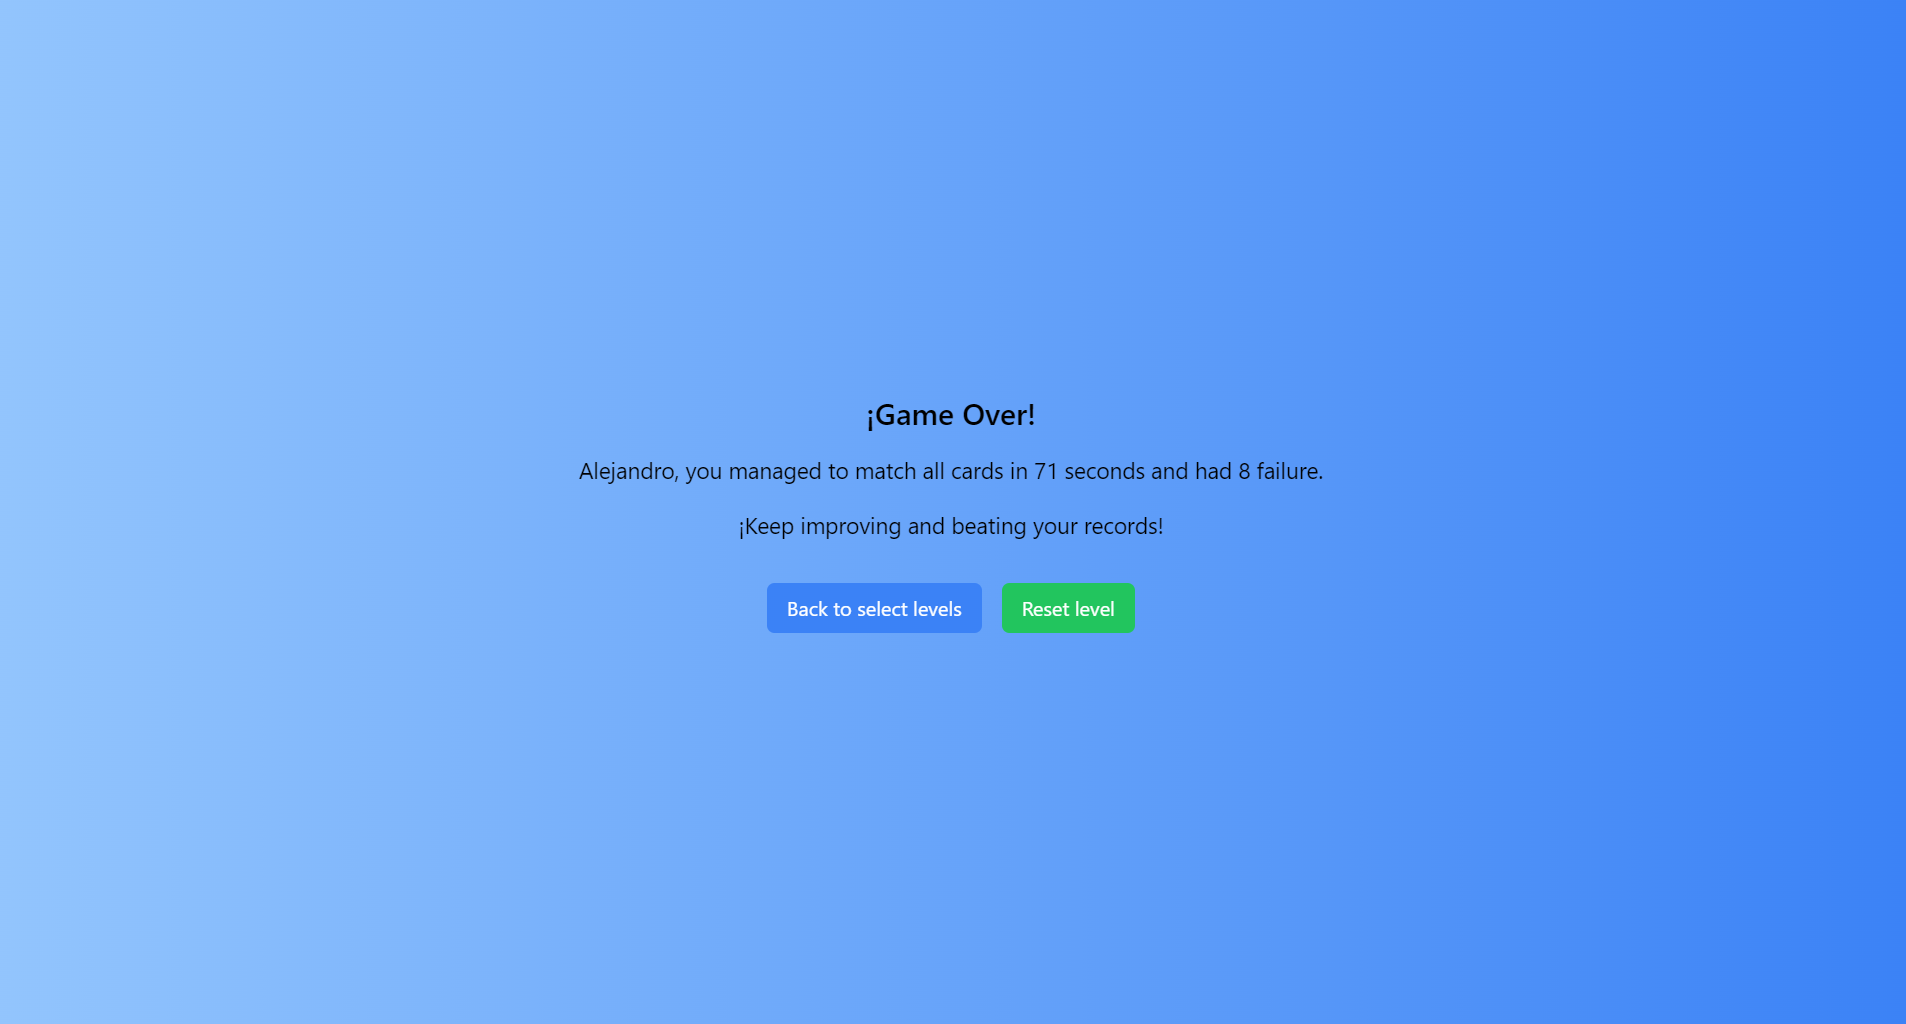 ¡Game Over!
Alejandro, you managed to match all cards in 71 seconds and had 8 failure.
¡Keep improving and beating your records!
Back to select levels
Reset level